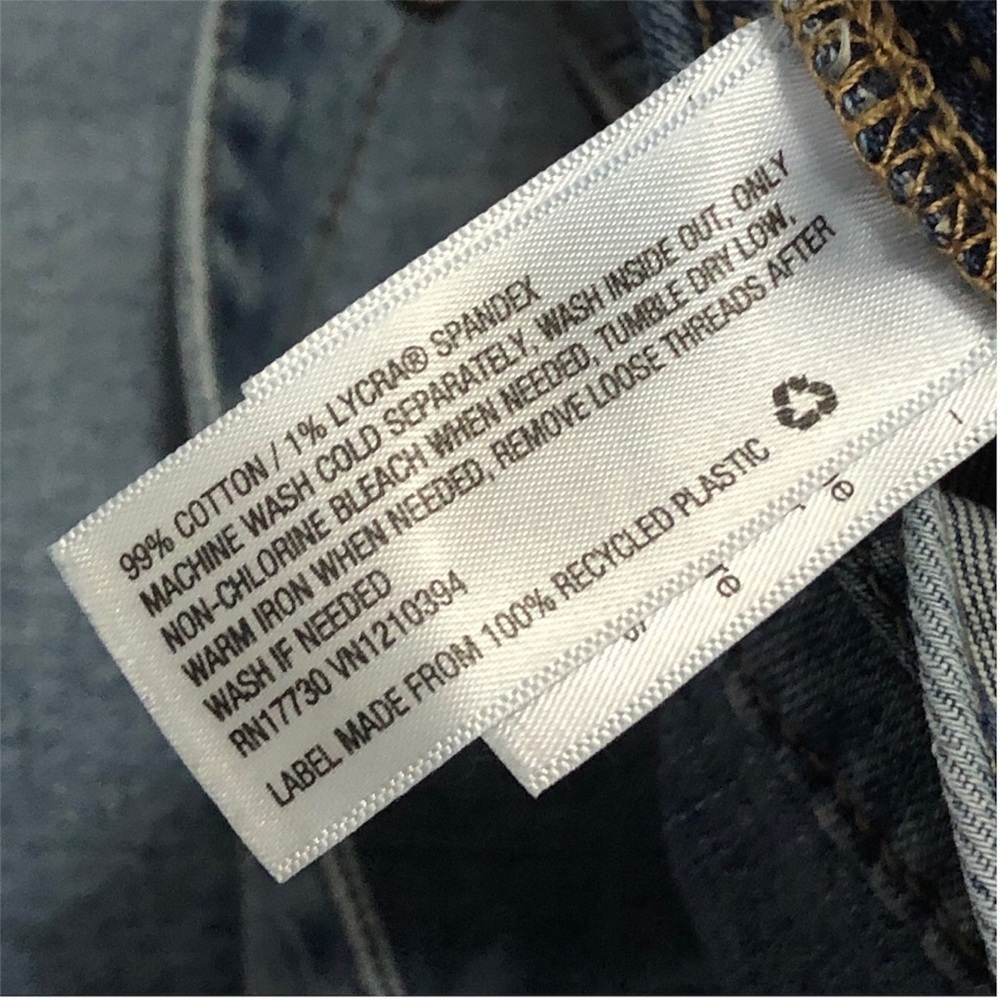 99% COTTON / 1% LYCRA® SPANDEX
MACHINE WASH COLD SEPARATELY, WASH INSIDE OUT, ONLY
NON-CHLORINE BLEACH WHEN NEEDED, TUMBLE DRY LOW,
WARM IRON WHEN NEEDED, REMOVE LOOSE THREADS AFTER
WASH IF NEEDED
RN17730 VN1210394
LABEL MADE FROM 100% RECYCLED PLASTIC